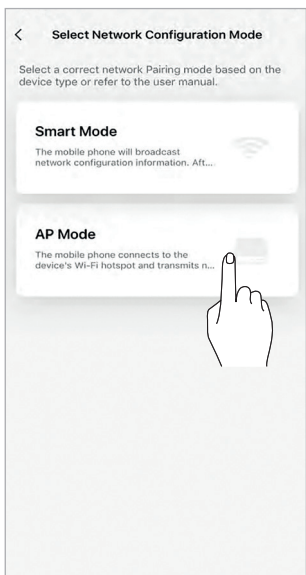 Select Network Configuration Mode
Select a correct network Pairing mode based on the
device type or refer to the user manual.
Smart Mode
The mobile phone will broadcast
network configuration information. Aft...
AP Mode
The mobile phone connects to the
device's Wi-Fi hotspot and transmits n...